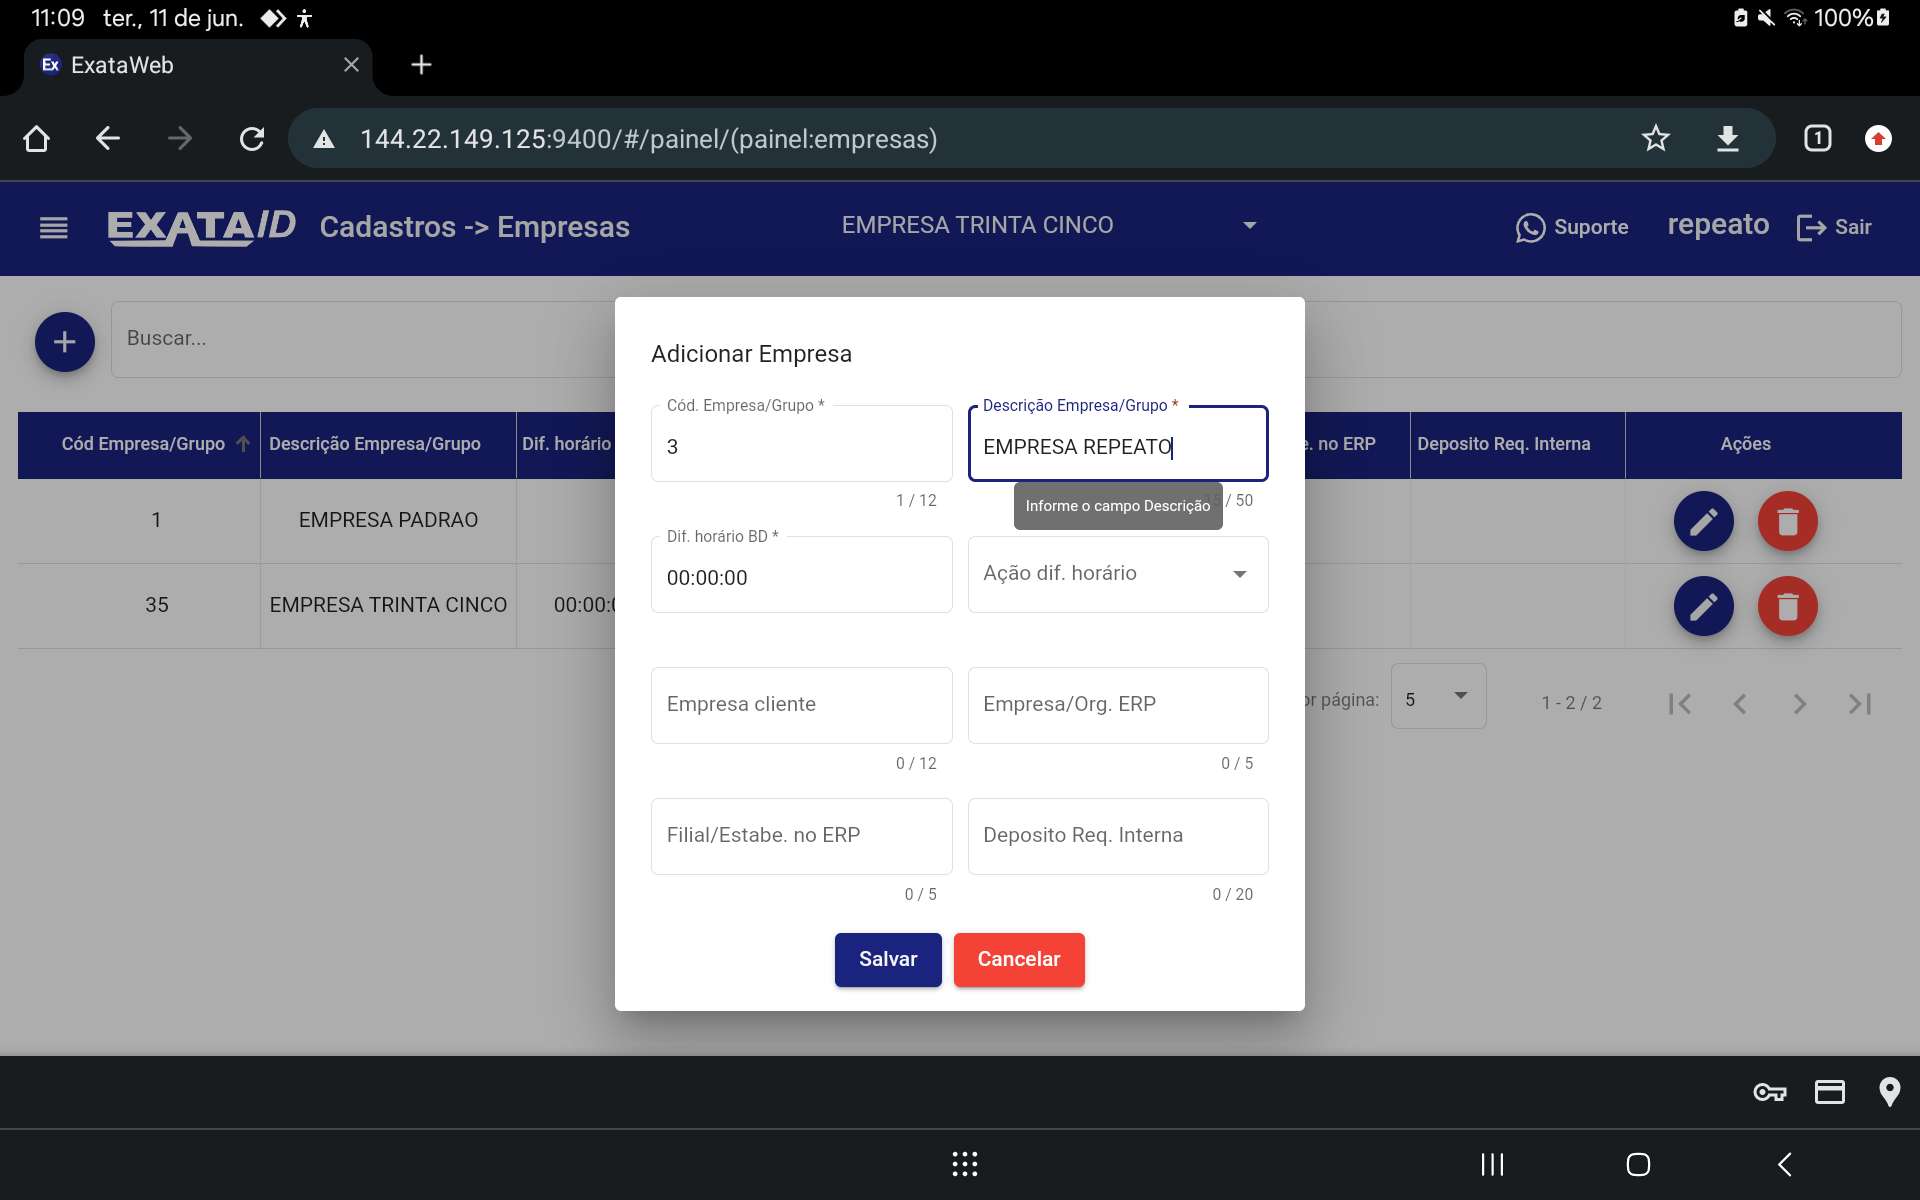 11:09 ter., 11 de jun. 100%
Ex ExataWeb
144.22.149.125:9400/#/painel/(painel:empresas) 1
EXATA/ID Cadastros -> Empresas EMPRESA TRINTA CINCO Suporte repeato Sair
Buscar...
Cód Empresa/Grupo Descrição Empresa/Grupo Dif. horário . no ERP Deposito Req. Interna Ações
1 EMPRESA PADRAO
35 EMPRESA TRINTA CINCO 00:00:
or página: 5 1 - 2 / 2
Adicionar Empresa
Cód. Empresa/Grupo * Descrição Empresa/Grupo *
3 EMPRESA REPEATO
1 / 12 / 50
Informe o campo Descrição
Dif. horário BD *
00:00:00 Ação dif. horário
Empresa cliente Empresa/Org. ERP
0 / 12 0 / 5
Filial/Estabe. no ERP Deposito Req. Interna
0 / 5 0 / 20
Salvar Cancelar